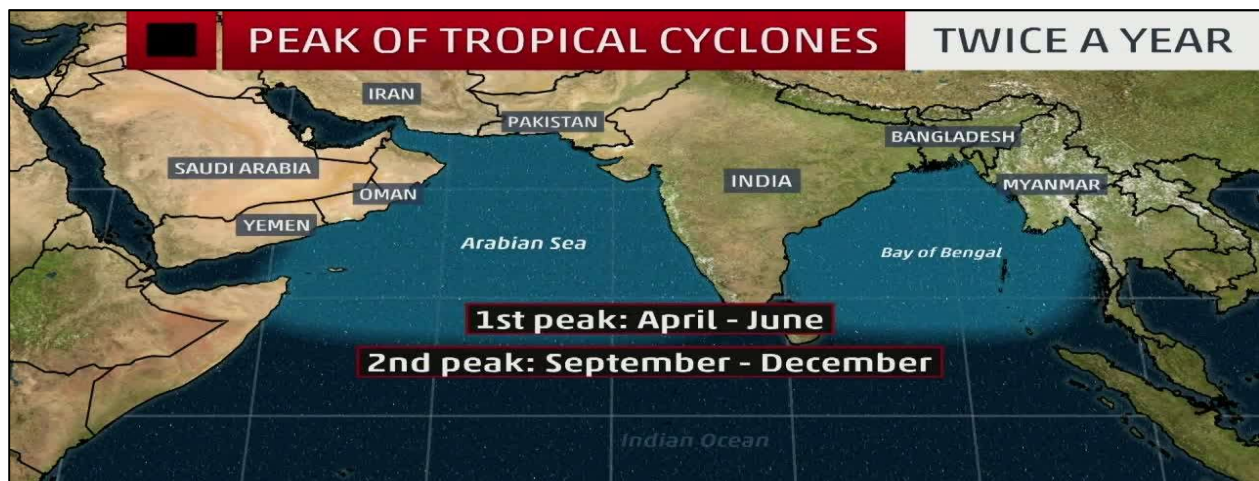 PEAK OF TROPICAL CYCLONES TWICE A YEAR
IRAN
PAKISTAN
BANGLADESH
SAUDI ARABIA
INDIA
MYANMAR
OMAN
YEMEN
Arabian Sea
Bay of Bengal
1st peak: April - June
2nd peak: September - December
Indian Ocean